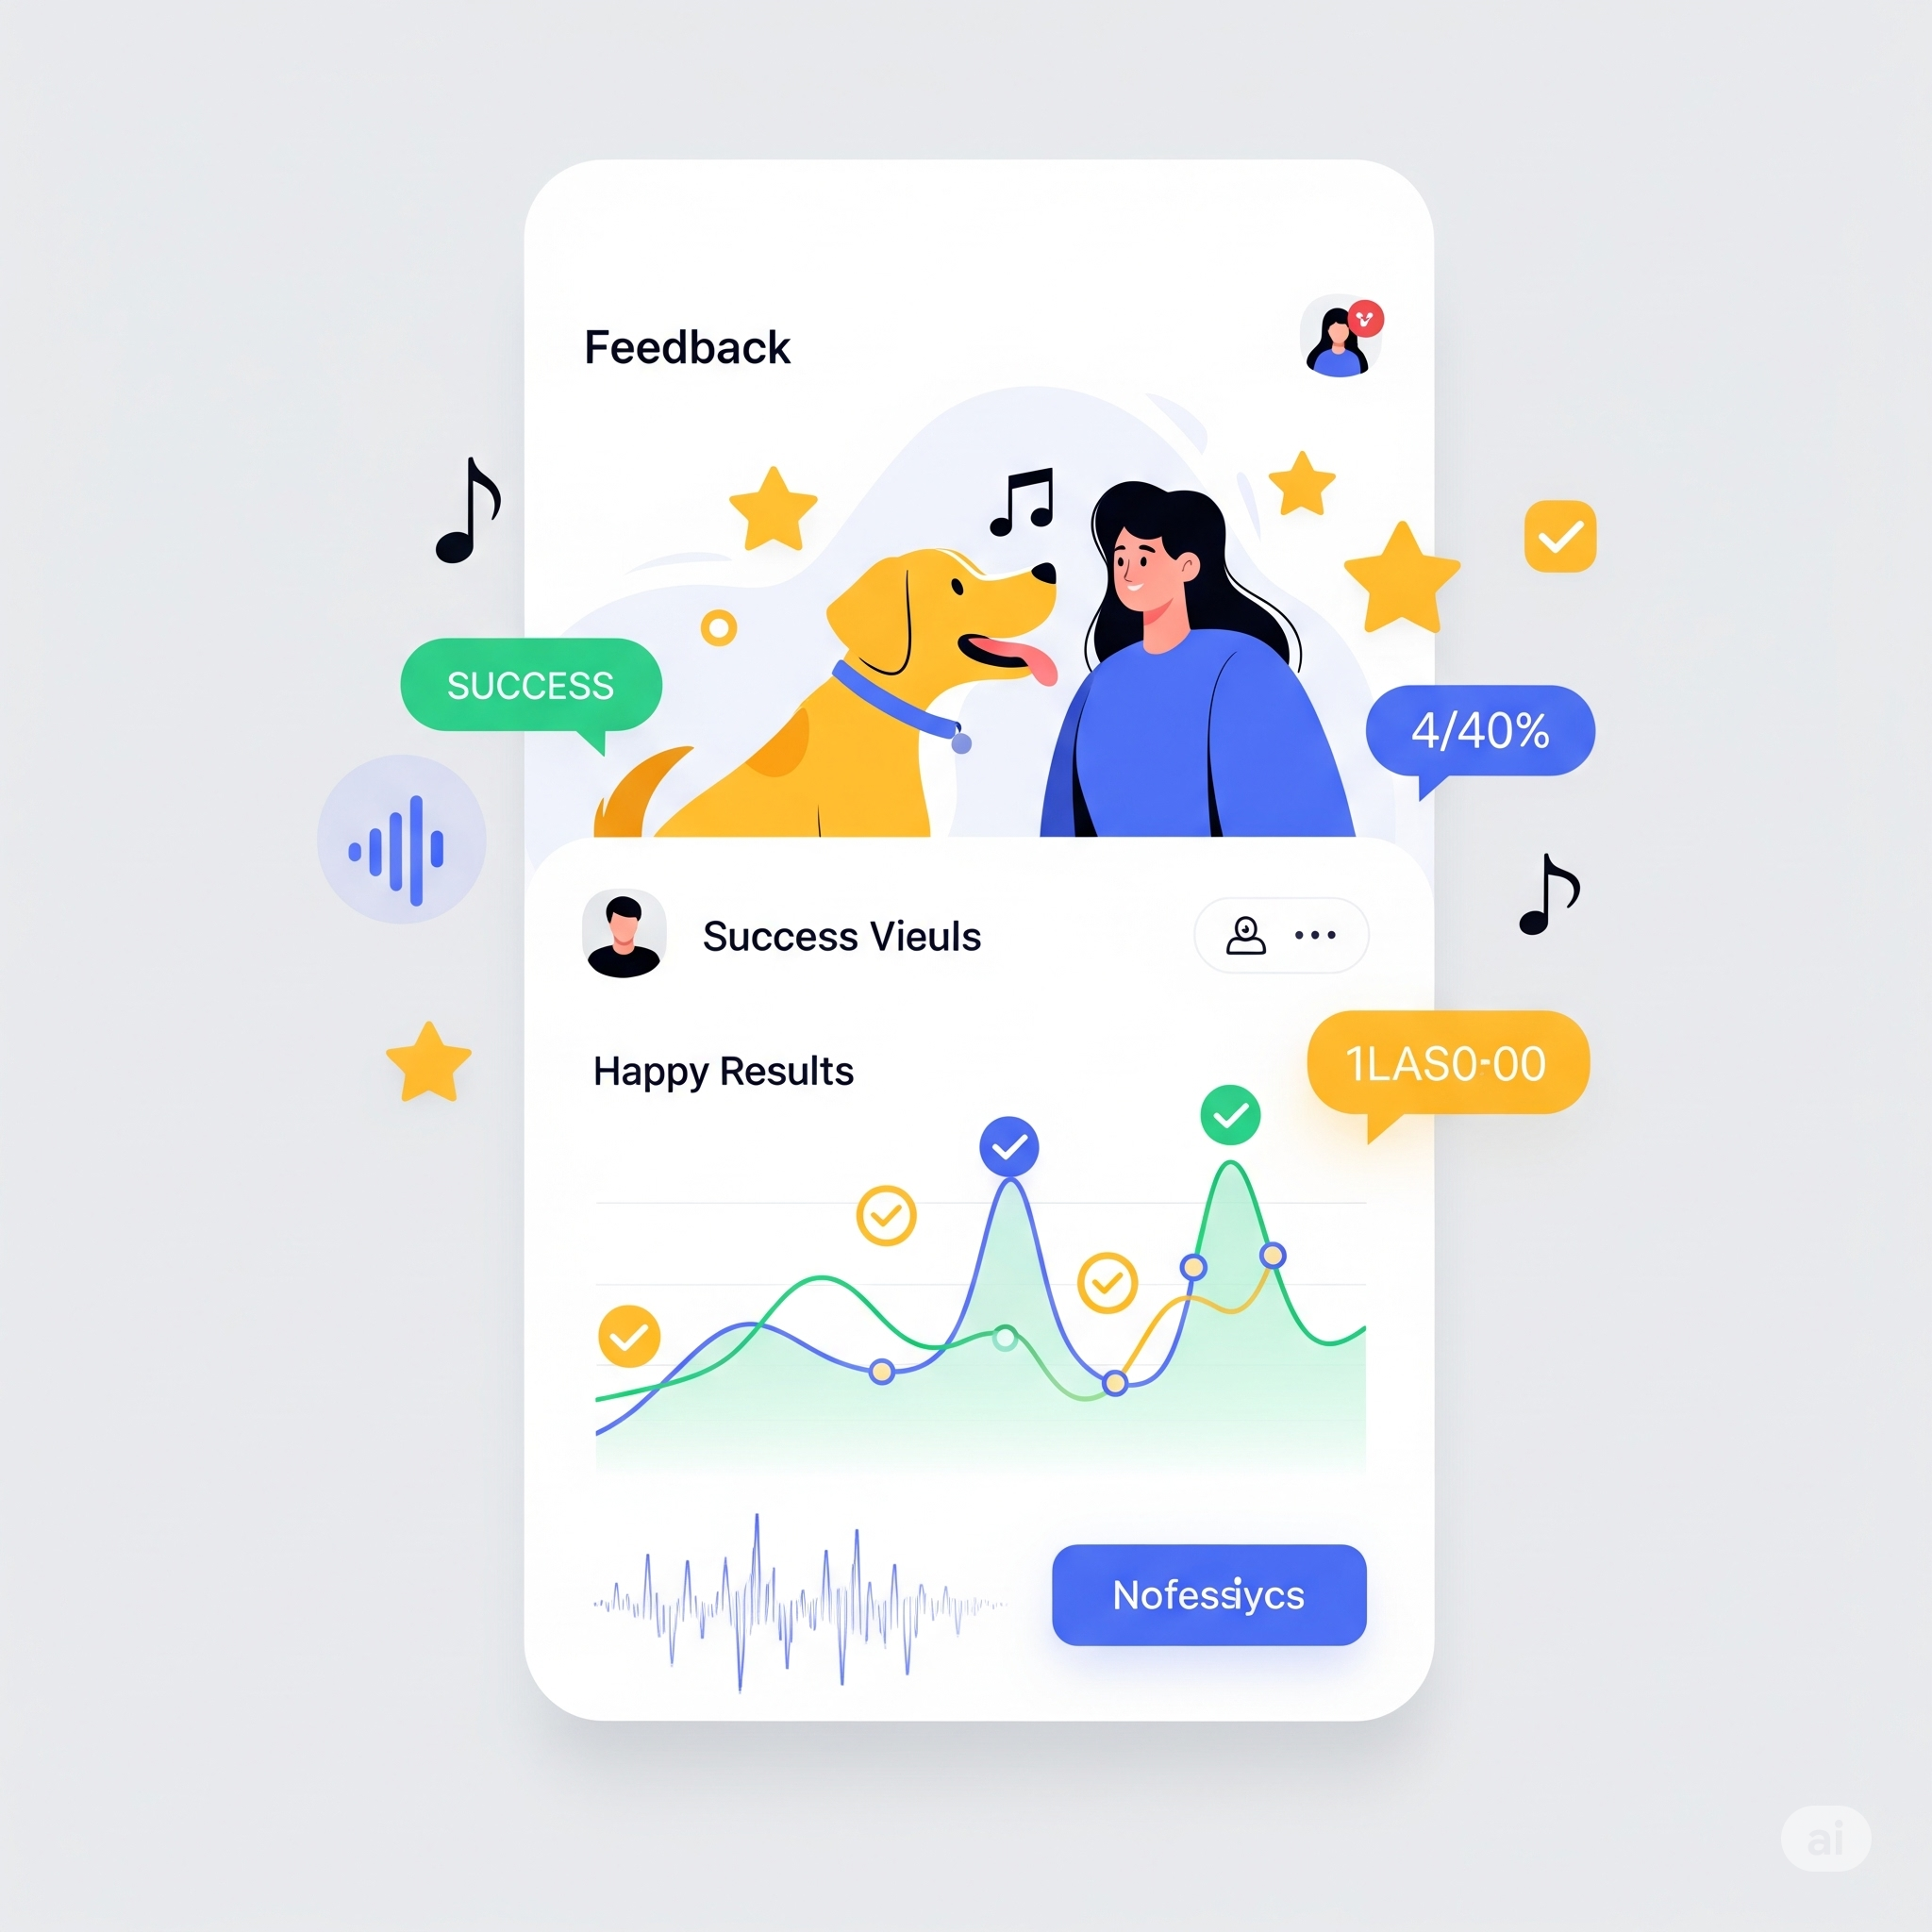 Feedback
SUCCESS
4/40%
Success Vieuls
Happy Results
1LAS0-00
Nofessiycs
ai